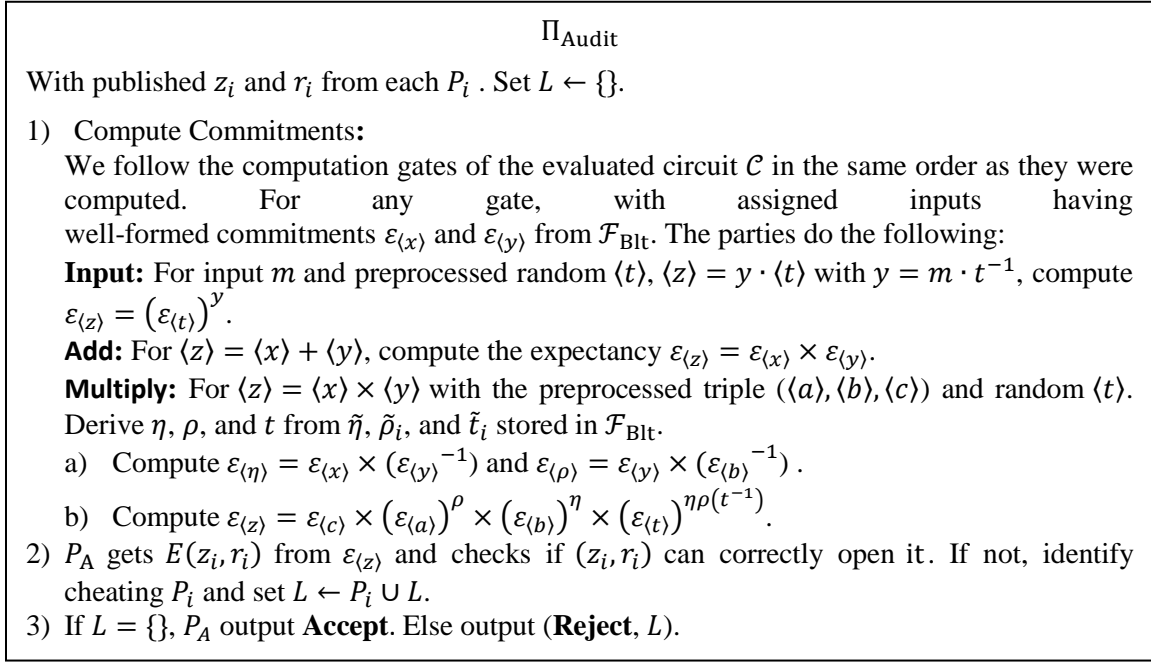 Π_Audit
With published z_i and r_i from each P_i . Set L ← {}.
1) Compute Commitments:
We follow the computation gates of the evaluated circuit 𝒞 in the same order as they were
computed. For any gate, with assigned inputs having
well-formed commitments ε_⟨x⟩ and ε_⟨y⟩ from ℱ_Blt. The parties do the following:
Input: For input m and preprocessed random ⟨t⟩, ⟨z⟩ = y · ⟨t⟩ with y = m · t^{−1}, compute
ε_⟨z⟩ = (ε_⟨t⟩)^y.
Add: For ⟨z⟩ = ⟨x⟩ + ⟨y⟩, compute the expectancy ε_⟨z⟩ = ε_⟨x⟩ × ε_⟨y⟩.
Multiply: For ⟨z⟩ = ⟨x⟩ × ⟨y⟩ with the preprocessed triple (⟨a⟩, ⟨b⟩, ⟨c⟩) and random ⟨t⟩.
Derive η, ρ, and t from η̃, ρ̃_i, and t̃_i stored in ℱ_Blt.
a) Compute ε_⟨η⟩ = ε_⟨x⟩ × (ε_⟨y⟩^{−1}) and ε_⟨ρ⟩ = ε_⟨y⟩ × (ε_⟨b⟩^{−1}) .
b) Compute ε_⟨z⟩ = ε_⟨c⟩ × (ε_⟨a⟩)^ρ × (ε_⟨b⟩)^η × (ε_⟨t⟩)^{ηρ(t^{−1})}.
2) P_A gets E(z_i, r_i) from ε_⟨z⟩ and checks if (z_i, r_i) can correctly open it. If not, identify
cheating P_i and set L ← P_i ∪ L.
3) If L = {}, P_A output Accept. Else output (Reject, L).